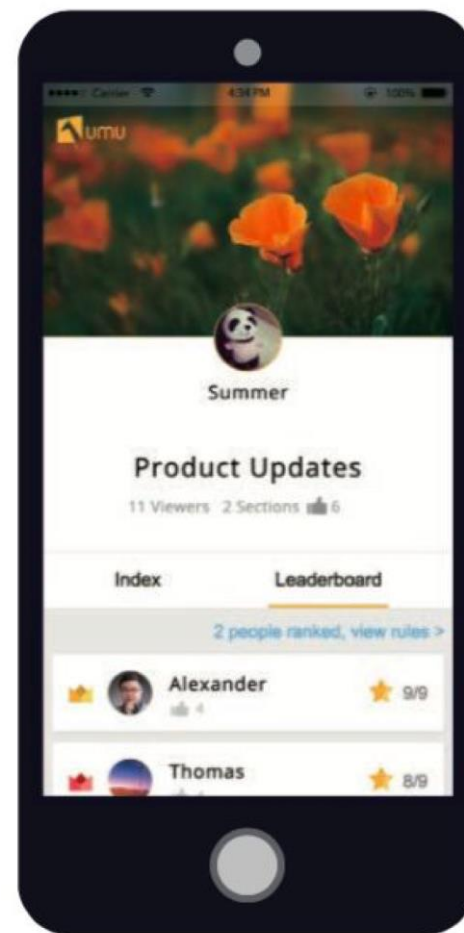 Carrier 4:34 PM 100%
umu
Summer
Product Updates
11 Viewers 2 Sections 6
Index Leaderboard
2 people ranked, view rules >
Alexander 9/9
4
Thomas 8/9